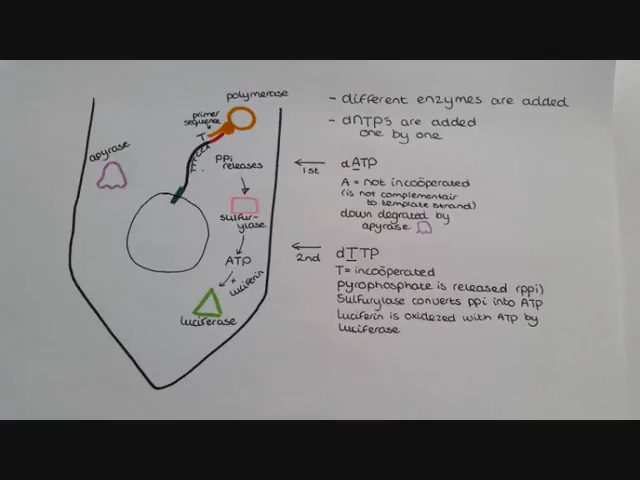 polymerase
primer
sequence
T
apyrase
PPi
releases
sulfur-
ylase
ATP
+ luciferin
luciferase
- different enzymes are added
- dNTPS are added
one by one
1st
dATP
A = not incoöperated
(is not complementair
to template strand)
down degrated by
apyrase
2nd
dTTP
T = incoöperated
pyrophosphate is released (ppi)
Sulfurylase converts ppi into ATP
Luciferin is oxidezed with ATP by
Luciferase